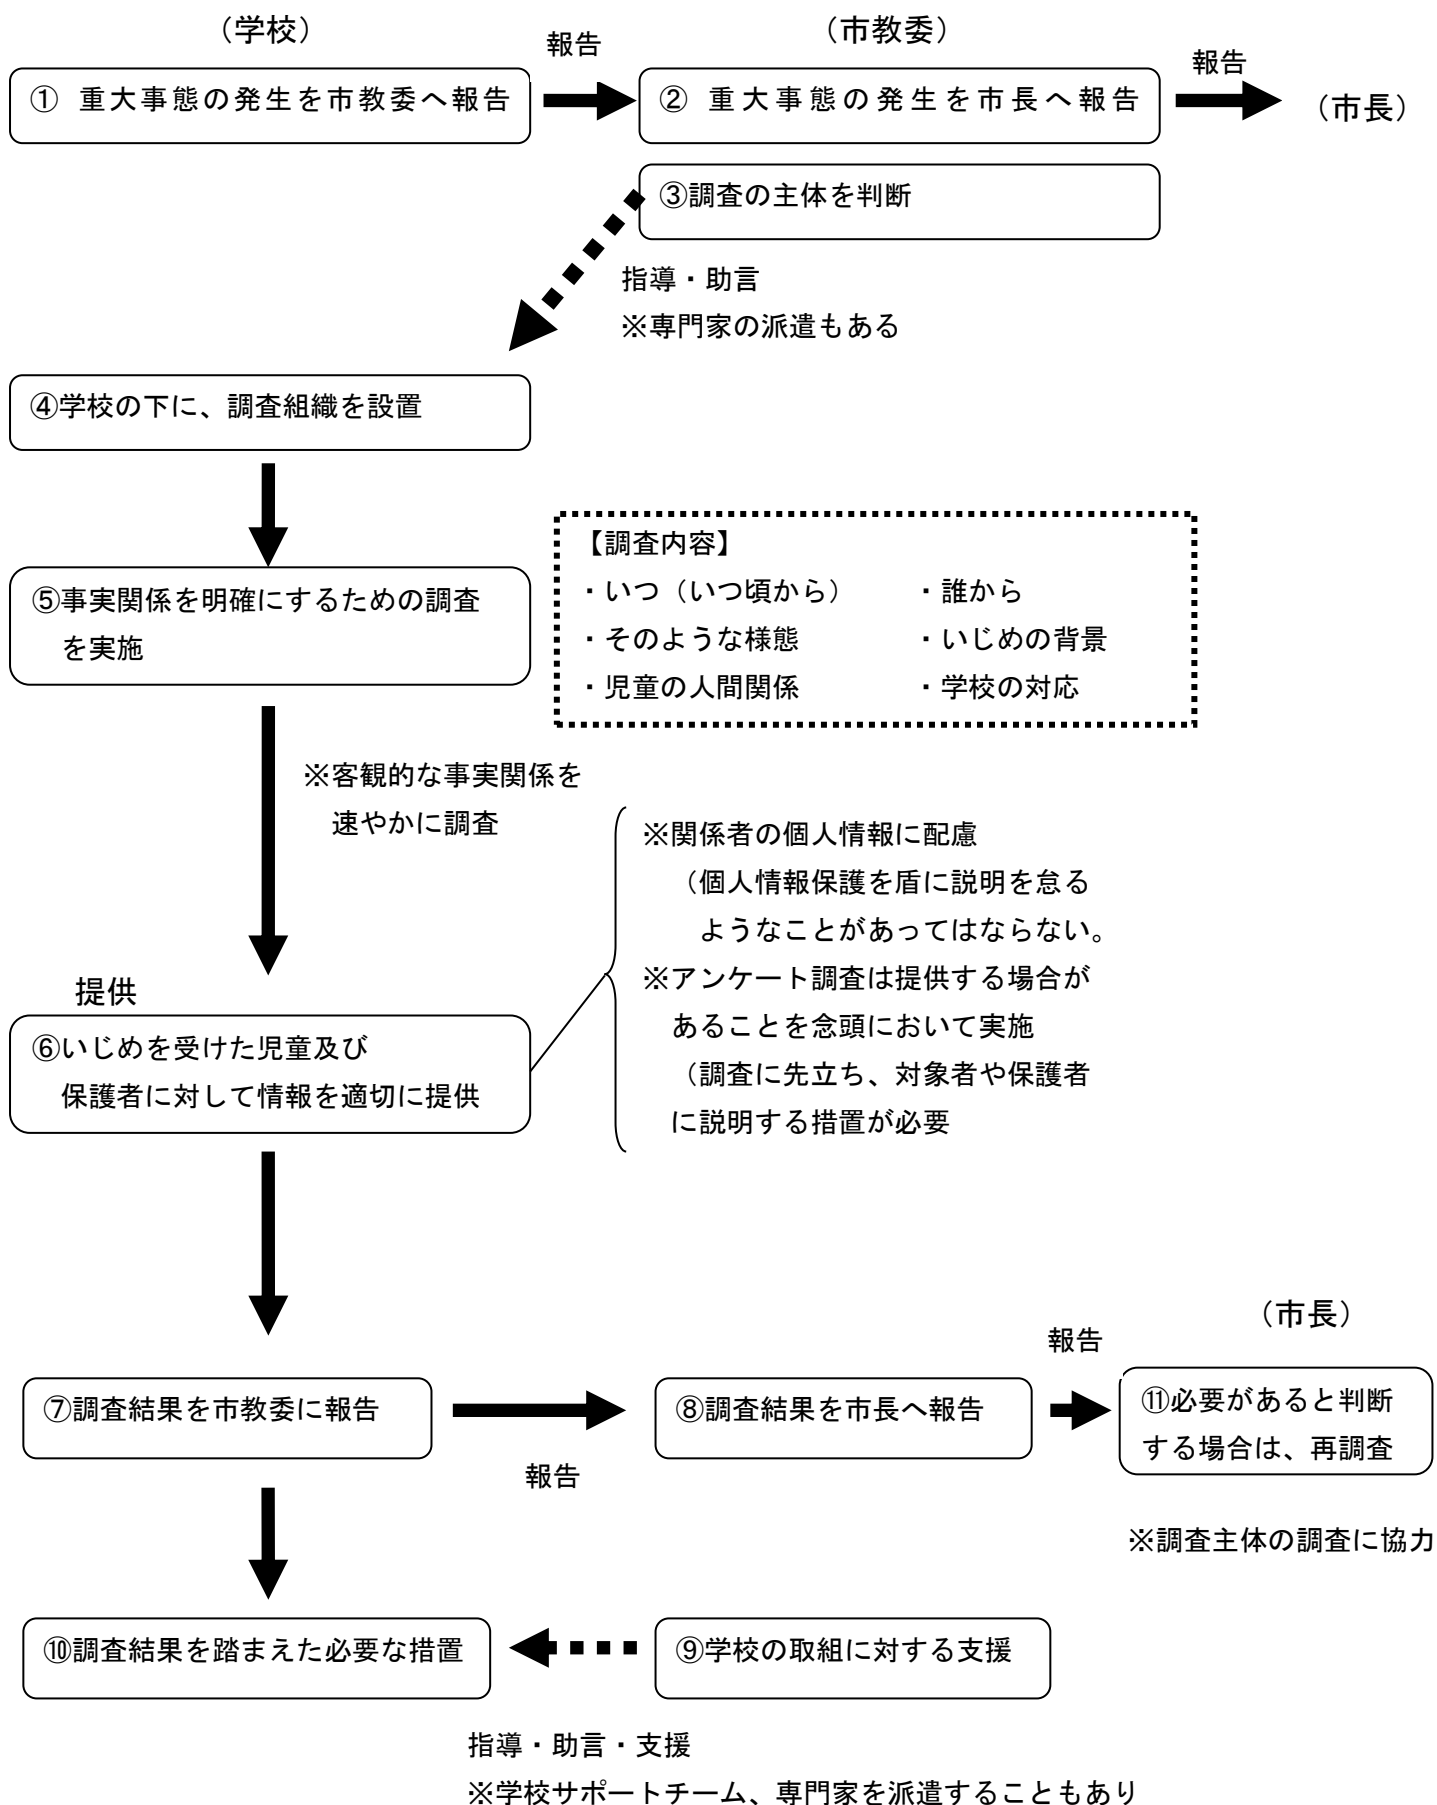 （学校）
（市教委）
報告
報告
① 重大事態の発生を市教委へ報告
② 重大事態の発生を市長へ報告
（市長）
③調査の主体を判断
指導・助言
※専門家の派遣もある
④学校の下に、調査組織を設置
⑤事実関係を明確にするための調査
を実施
【調査内容】
・いつ（いつ頃から） ・誰から
・そのような様態 ・いじめの背景
・児童の人間関係 ・学校の対応
※客観的な事実関係を
速やかに調査
※関係者の個人情報に配慮
（個人情報保護を盾に説明を怠る
ようなことがあってはならない。
※アンケート調査は提供する場合が
あることを念頭において実施
（調査に先立ち、対象者や保護者
に説明する措置が必要
提供
⑥いじめを受けた児童及び
保護者に対して情報を適切に提供
（市長）
報告
⑦調査結果を市教委に報告
報告
⑧調査結果を市長へ報告
⑪必要があると判断
する場合は、再調査
※調査主体の調査に協力
⑩調査結果を踏まえた必要な措置
⑨学校の取組に対する支援
指導・助言・支援
※学校サポートチーム、専門家を派遣することもあり